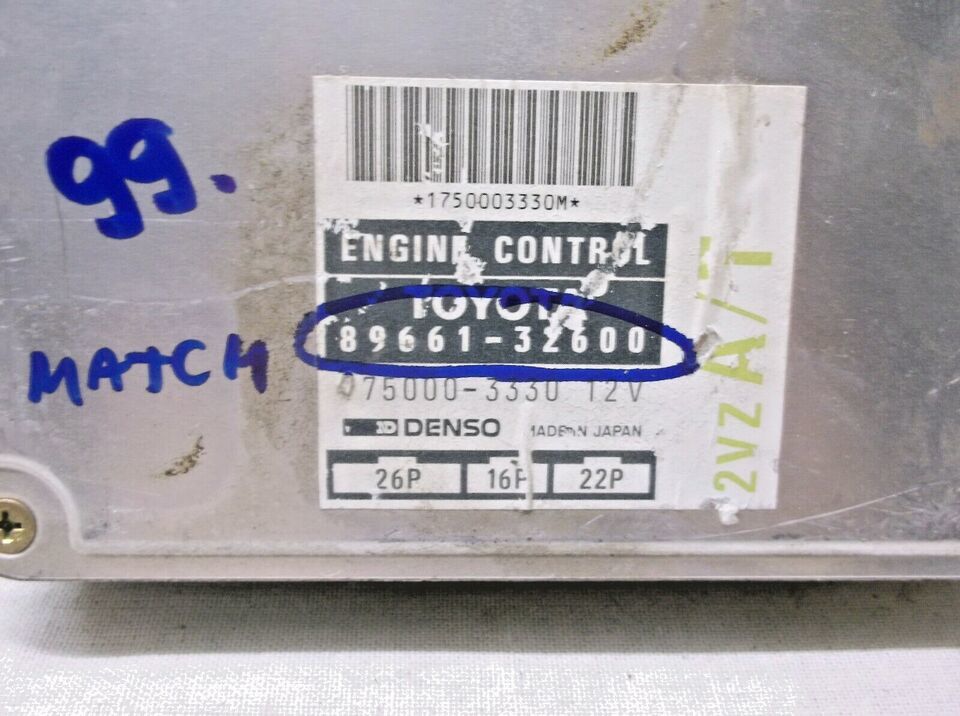 99.
*1750003330M*
ENGINE CONTROL
TOYOTA
MATCH
89661-32600
175000-3330 12V
DENSO MADE IN JAPAN
26P 16P 22P
2VZ A/T